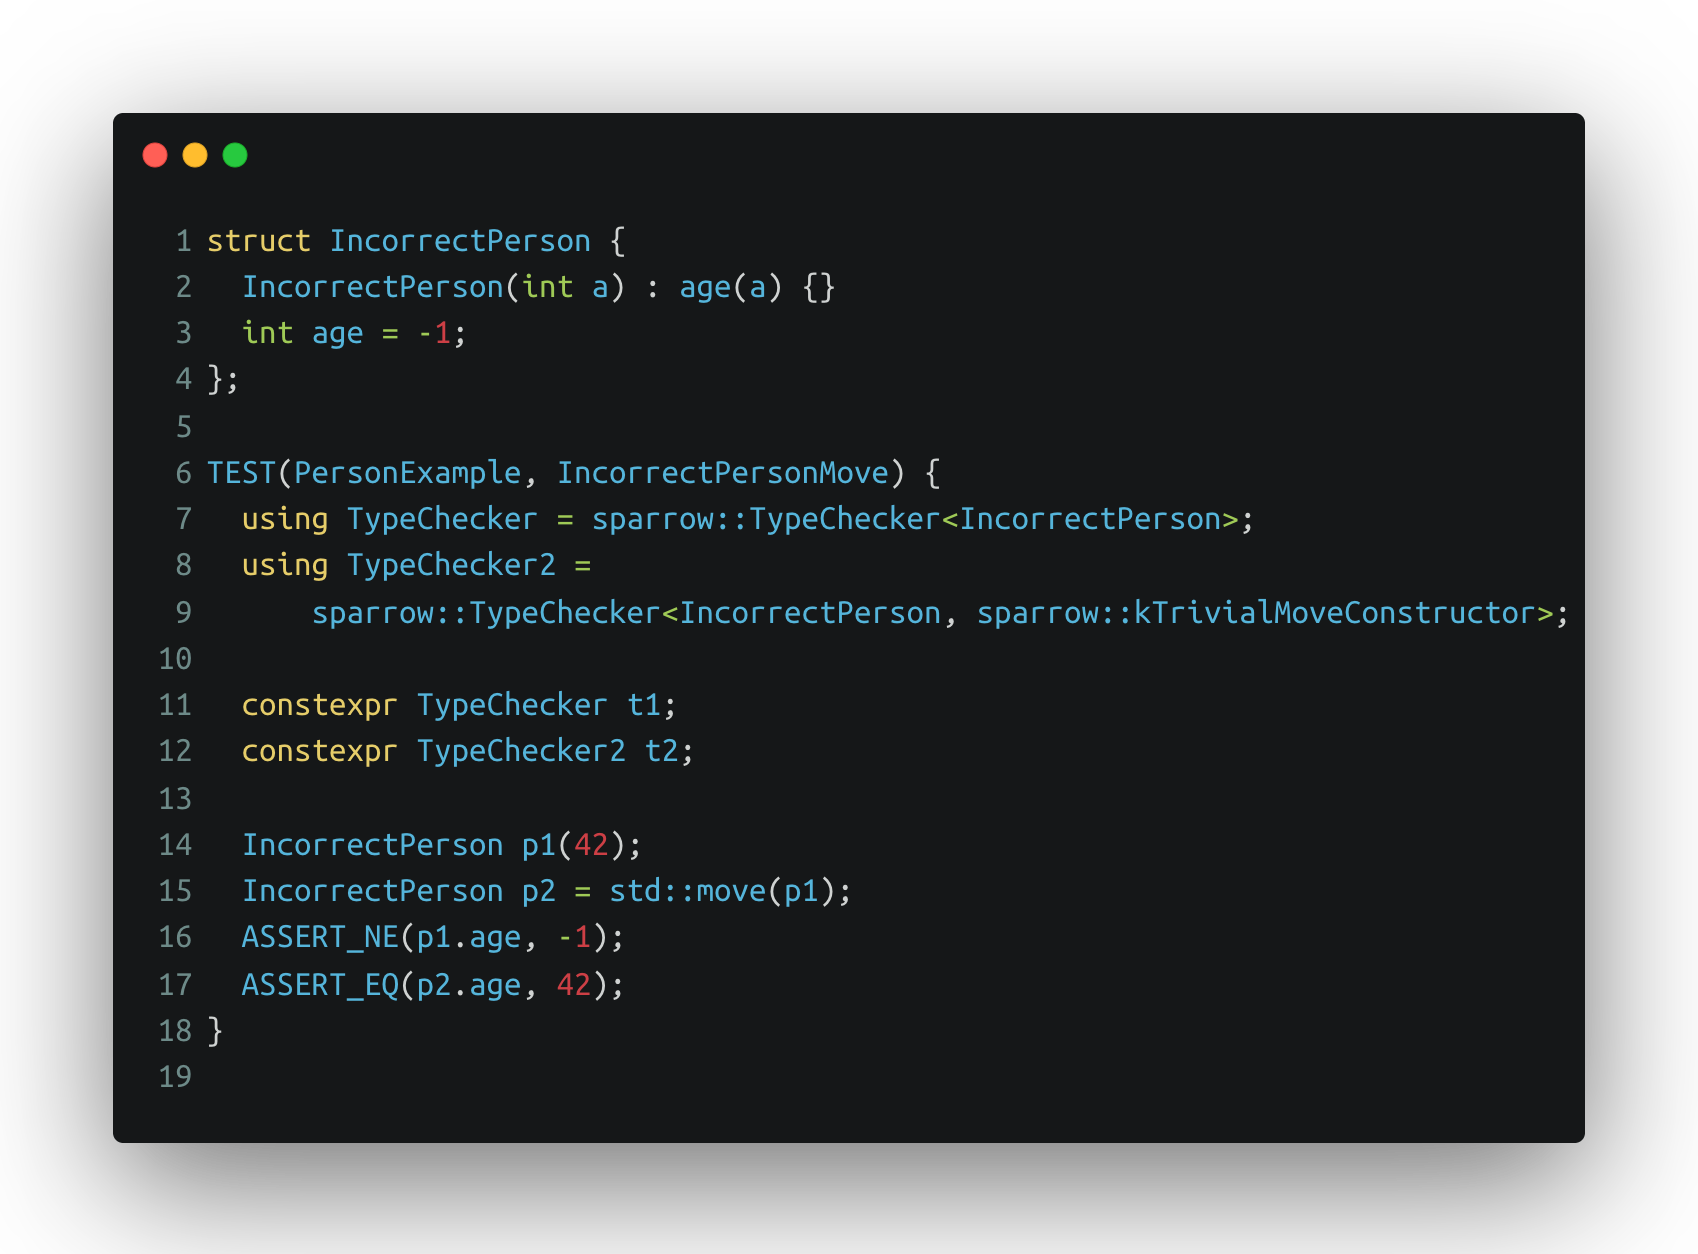 1 struct IncorrectPerson {
2   IncorrectPerson(int a) : age(a) {}
3   int age = -1;
4 };
5
6 TEST(PersonExample, IncorrectPersonMove) {
7   using TypeChecker = sparrow::TypeChecker<IncorrectPerson>;
8   using TypeChecker2 =
9       sparrow::TypeChecker<IncorrectPerson, sparrow::kTrivialMoveConstructor>;
10
11   constexpr TypeChecker t1;
12   constexpr TypeChecker2 t2;
13
14   IncorrectPerson p1(42);
15   IncorrectPerson p2 = std::move(p1);
16   ASSERT_NE(p1.age, -1);
17   ASSERT_EQ(p2.age, 42);
18 }
19